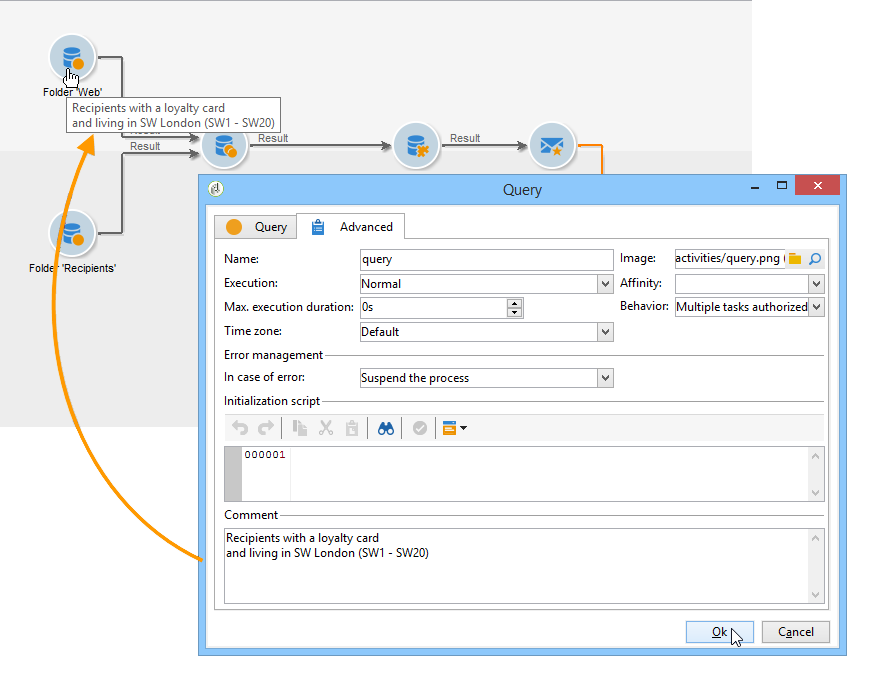 Folder 'Web'
Recipients with a loyalty card
and living in SW London (SW1 - SW20)
Result
Result
Result
Result
Folder 'Recipients'
Query
Query
Advanced
Name:
query
Image:
activities/query.png (
Execution:
Normal
Affinity:
Max. execution duration:
0s
Behavior:
Multiple tasks authorized
Time zone:
Default
Error management
In case of error:
Suspend the process
Initialization script
000001
Comment
Recipients with a loyalty card
and living in SW London (SW1 - SW20)
Ok
Cancel